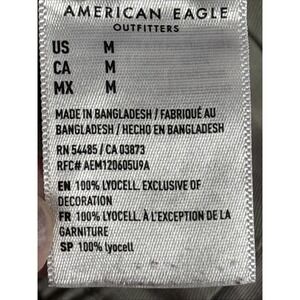 AMERICAN EAGLE
OUTFITTERS
US M
CA M
MX M
MADE IN BANGLADESH / FABRIQUÉ AU
BANGLADESH / HECHO EN BANGLADESH
RN 54485 / CA 03873
RFC# AEM120605U9A
EN 100% LYOCELL. EXCLUSIVE OF
DECORATION
FR 100% LYOCELL. À L'EXCEPTION DE LA
GARNITURE
SP 100% lyocell